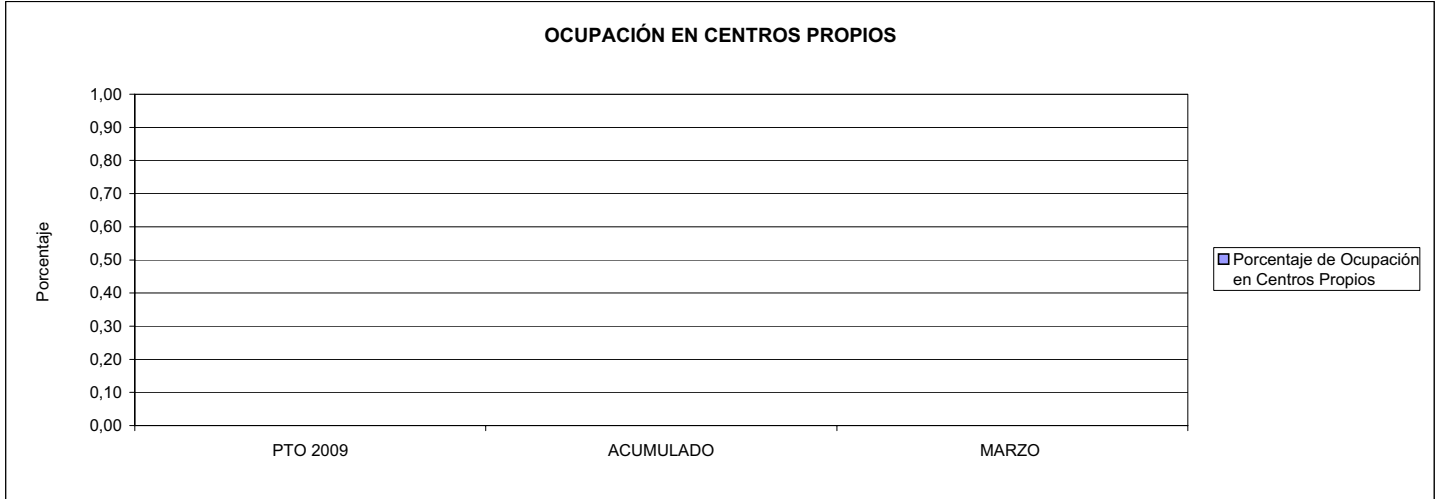 OCUPACIÓN EN CENTROS PROPIOS
1,00
0,90
0,80
0,70
0,60
0,50
0,40
0,30
0,20
0,10
0,00
Porcentaje
PTO 2009
ACUMULADO
MARZO
Porcentaje de Ocupación
en Centros Propios